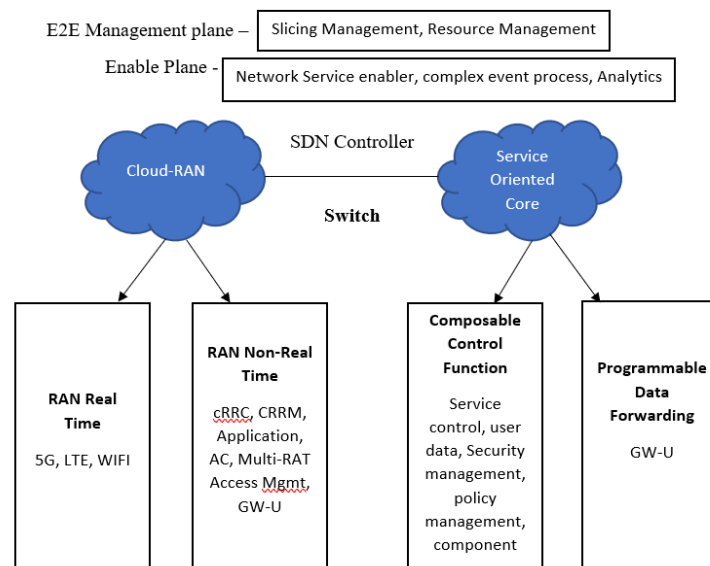 E2E Management plane –
Slicing Management, Resource Management
Enable Plane -
Network Service enabler, complex event process, Analytics
Cloud-RAN
SDN Controller
Switch
Service
Oriented
Core
RAN Real
Time
5G, LTE, WIFI
RAN Non-Real
Time
cRRC, CRRM,
Application,
AC, Multi-RAT
Access Mgmt,
GW-U
Composable
Control
Function
Service
control, user
data, Security
management,
policy
management,
component
Programmable
Data
Forwarding
GW-U